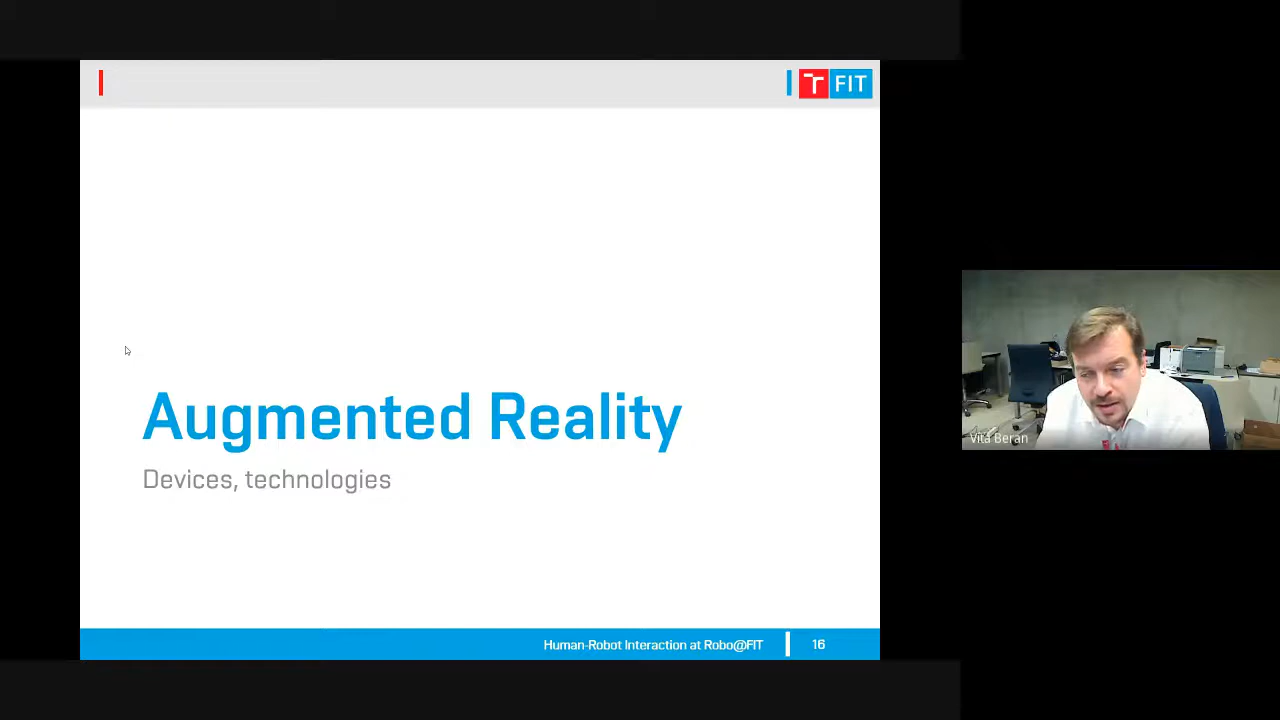 FIT
Augmented Reality
Devices, technologies
Human-Robot Interaction at Robo@FIT
16
Vita Beran